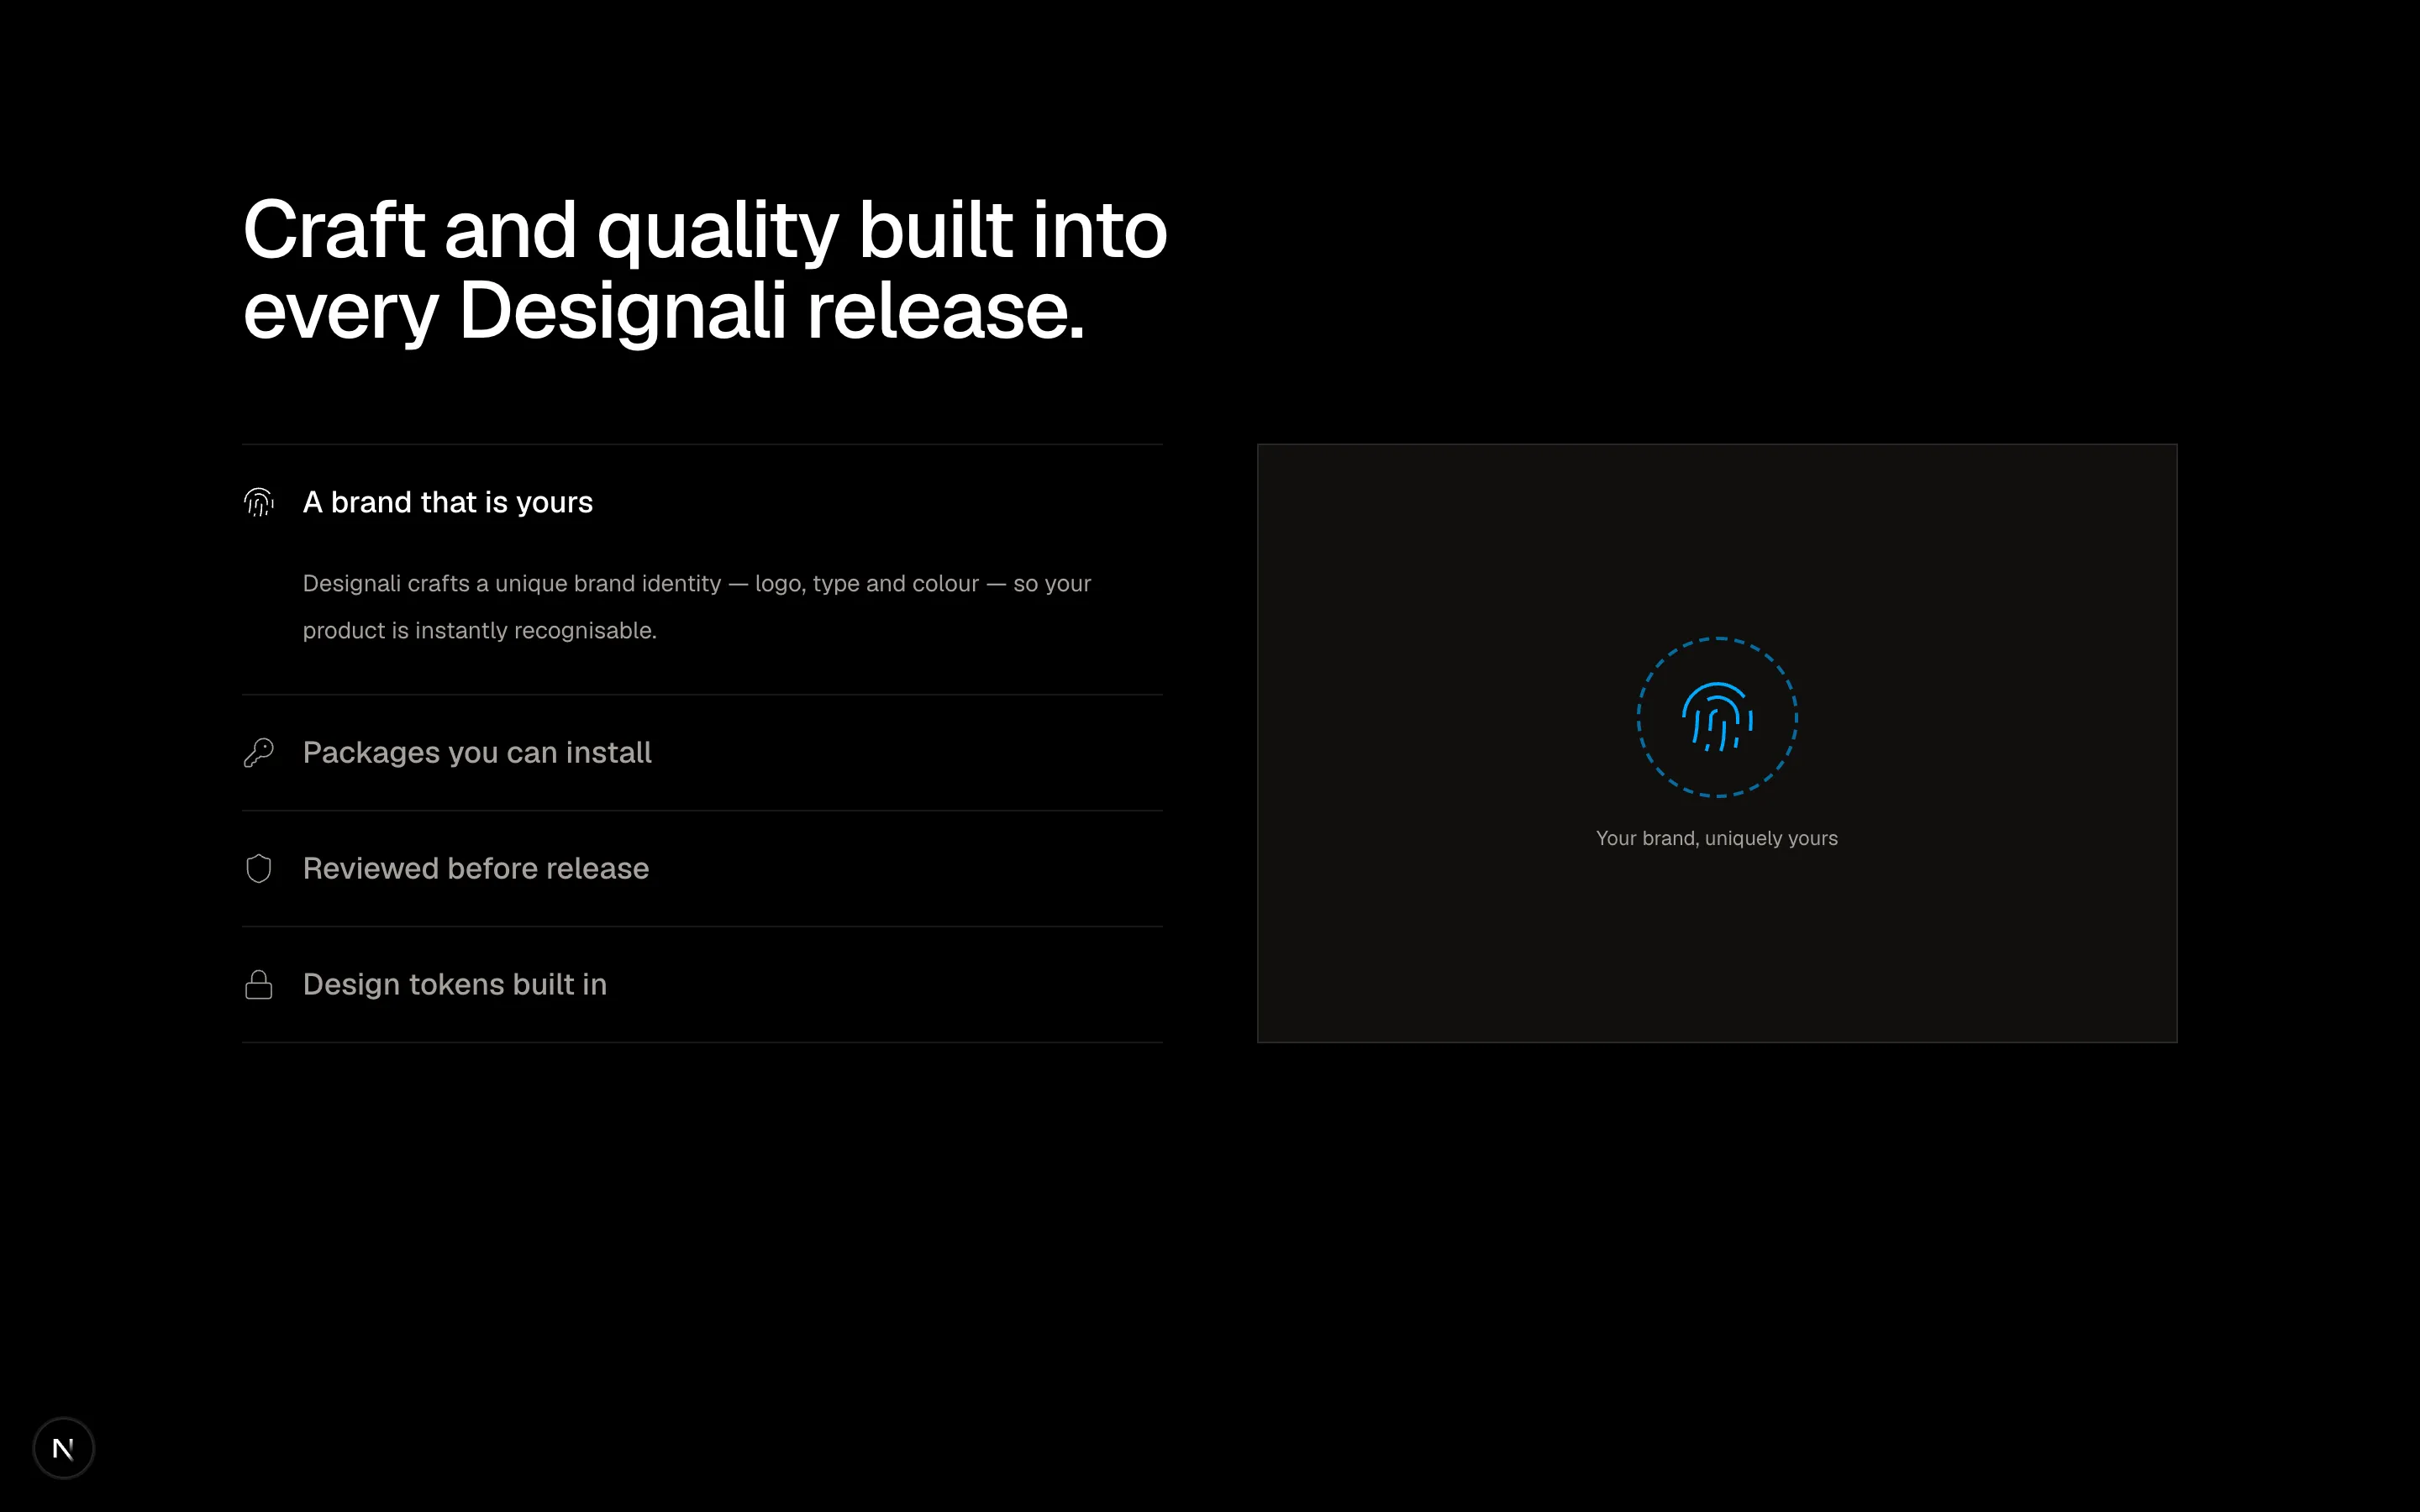 Craft and quality built into
every Designali release.
A brand that is yours
Designali crafts a unique brand identity — logo, type and colour — so your
product is instantly recognisable.
Packages you can install
Reviewed before release
Design tokens built in
Your brand, uniquely yours
N